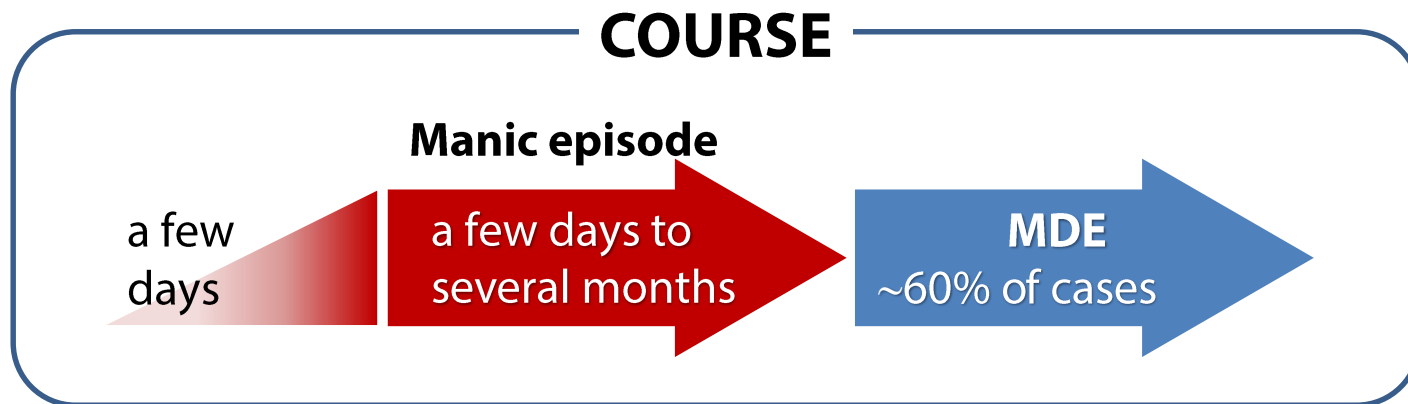 COURSE
Manic episode
a few
days
a few days to
several months
MDE
~60% of cases